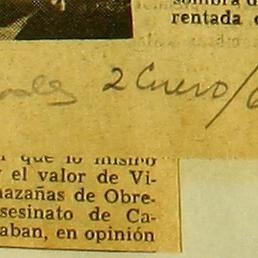 sombra d
rentada
2 Enero/6
que lo mismo
y el valor de Vi-
hazañas de Obre-
sesinato de Ca-
aban, en opinión